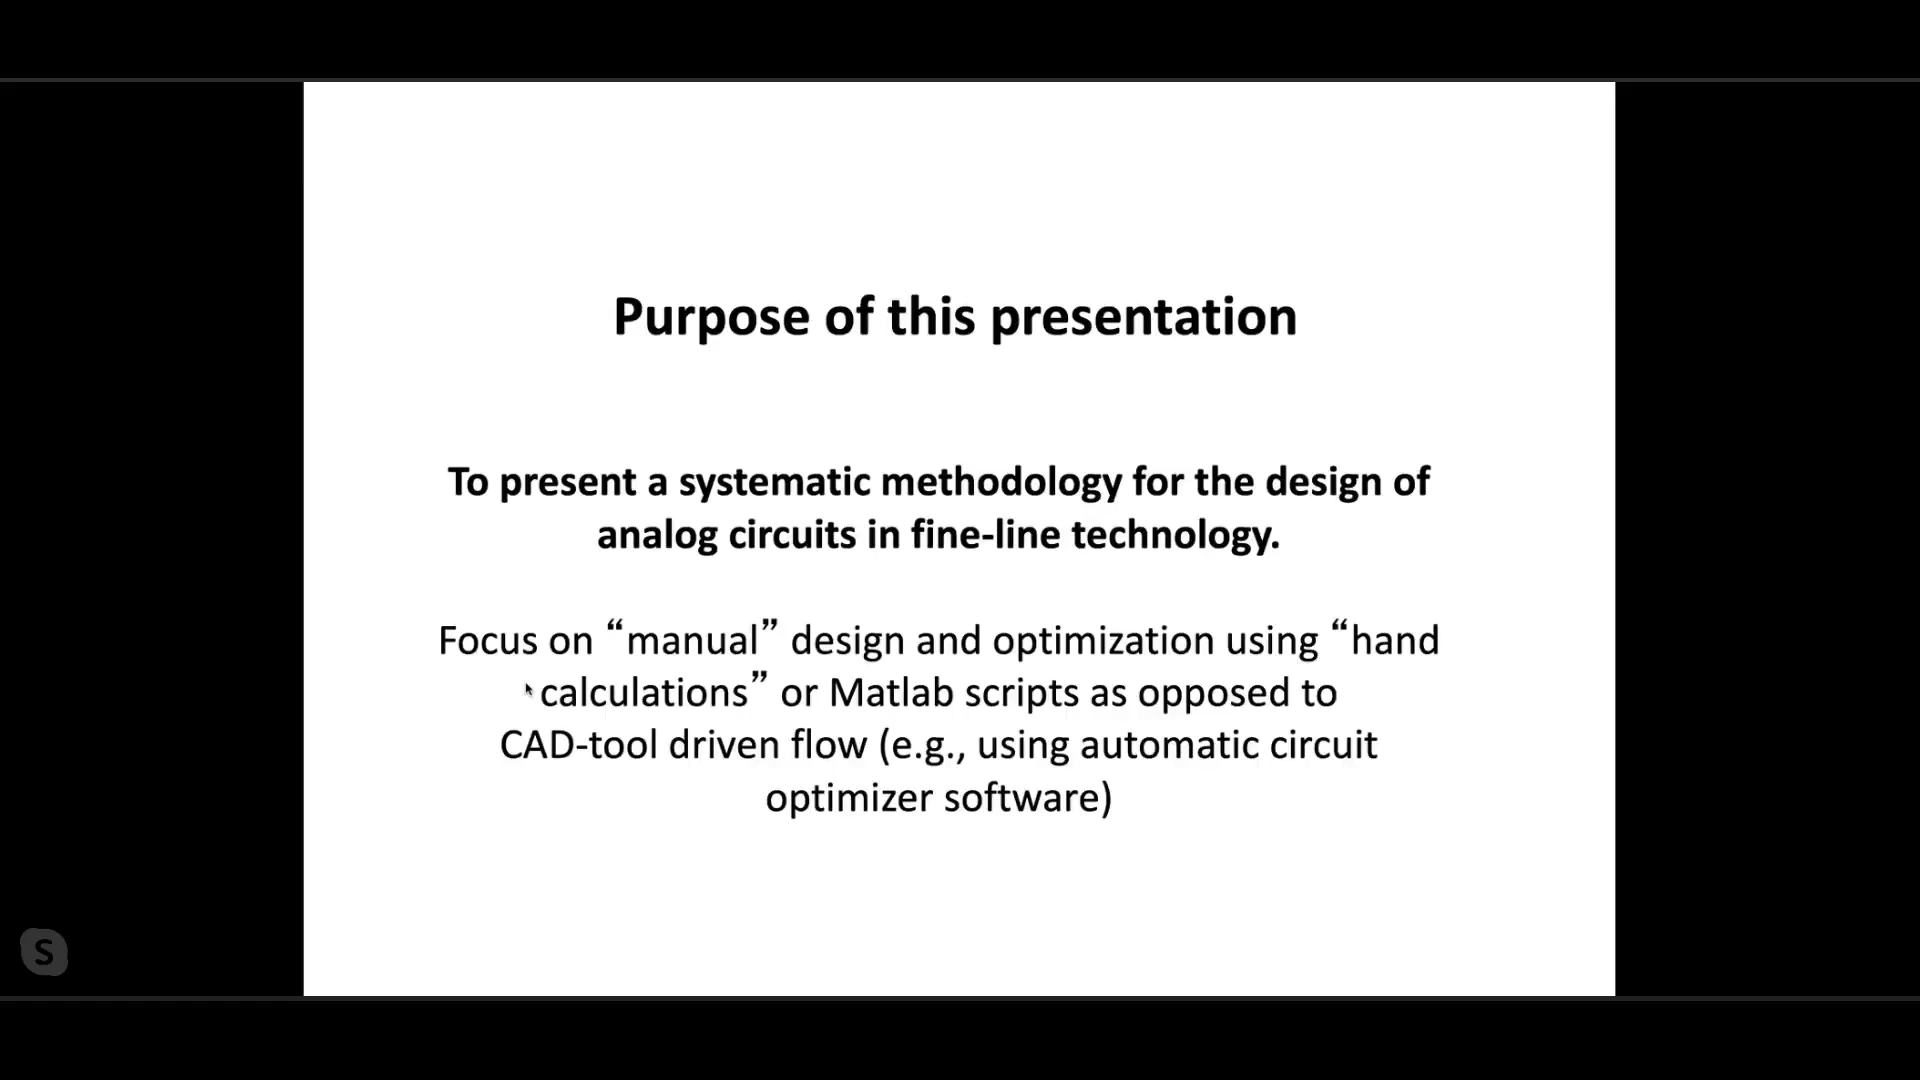 Purpose of this presentation
To present a systematic methodology for the design of
analog circuits in fine-line technology.
Focus on “manual” design and optimization using “hand
calculations” or Matlab scripts as opposed to
CAD-tool driven flow (e.g., using automatic circuit
optimizer software)
S